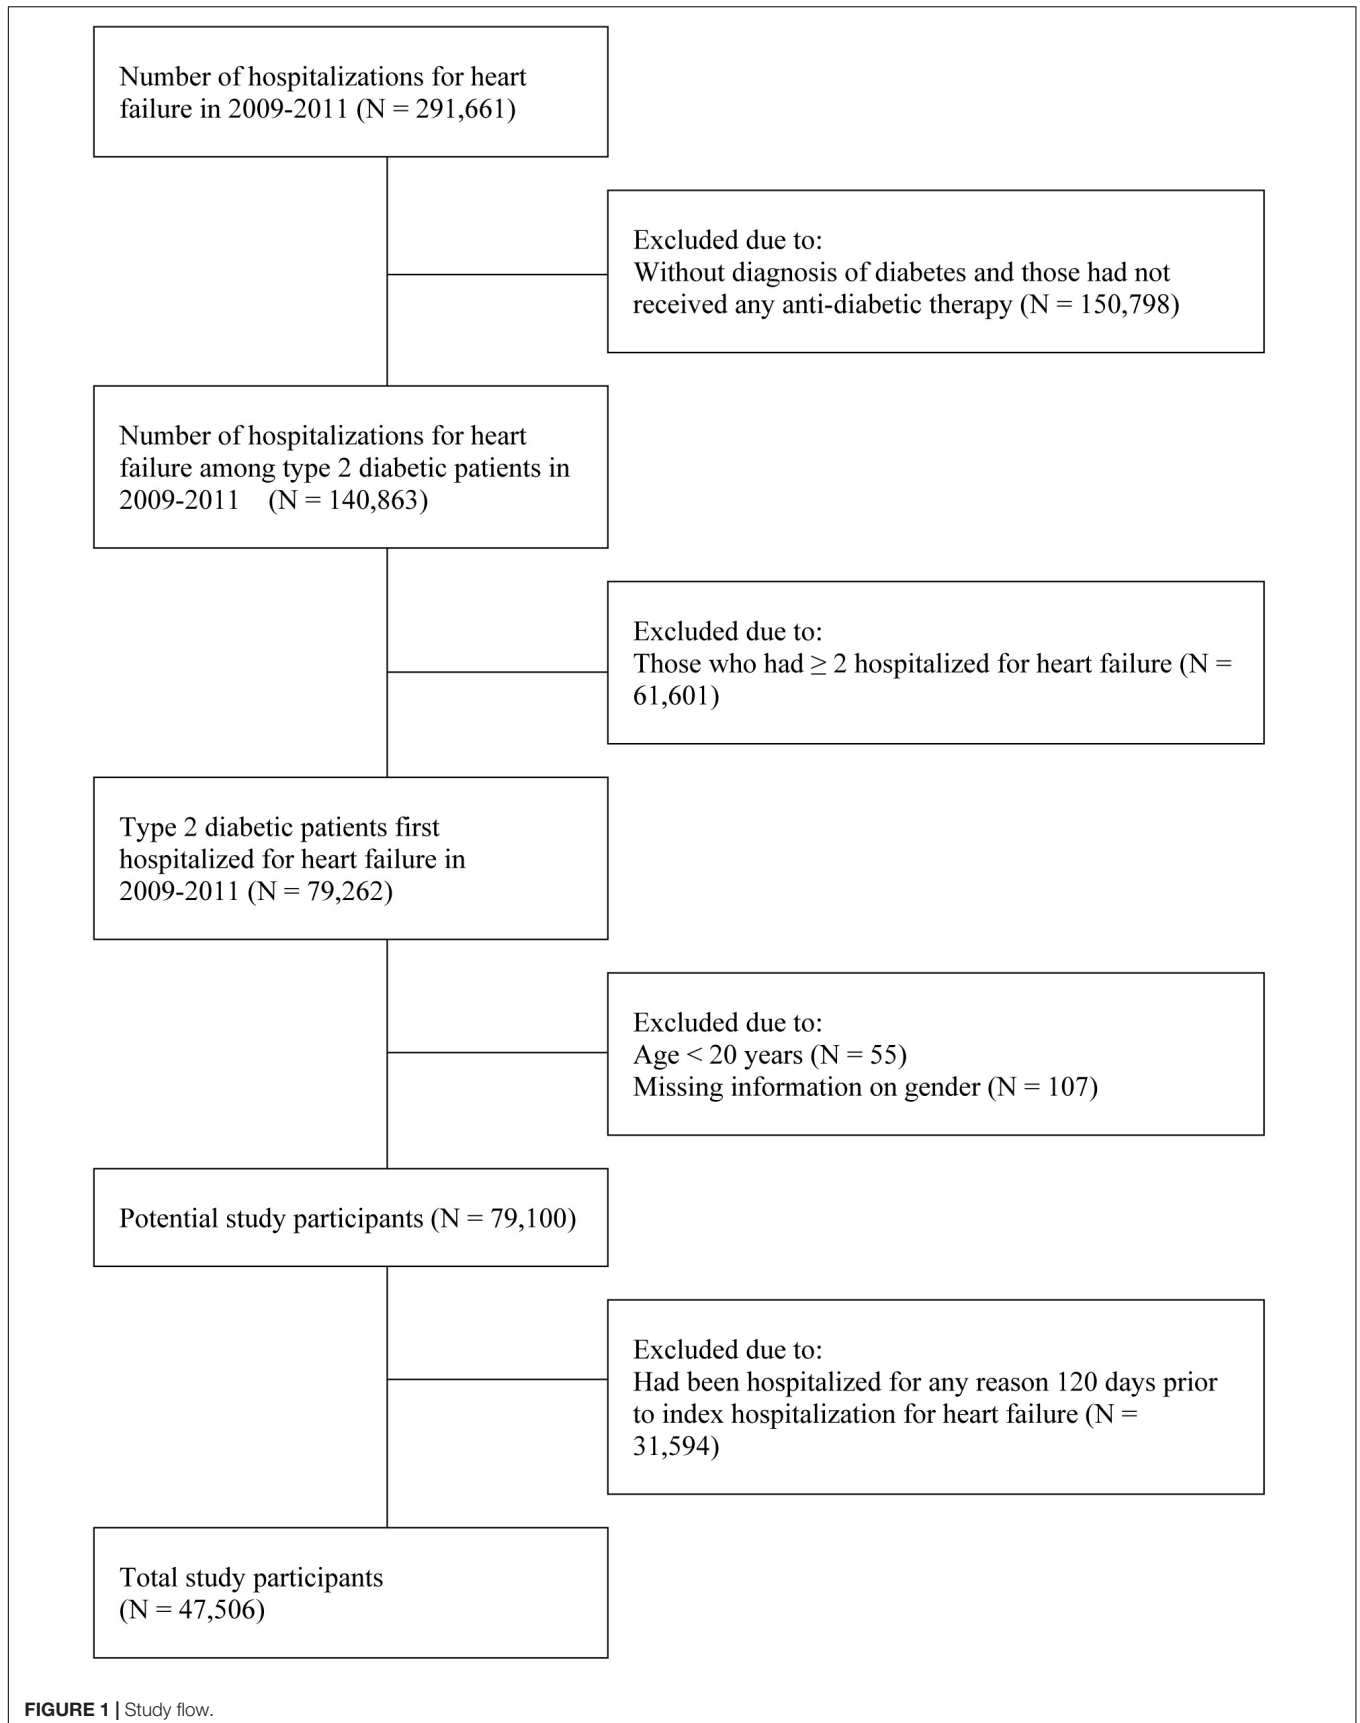 Number of hospitalizations for heart
failure in 2009-2011 (N = 291,661)
Excluded due to:
Without diagnosis of diabetes and those had not
received any anti-diabetic therapy (N = 150,798)
Number of hospitalizations for heart
failure among type 2 diabetic patients in
2009-2011 (N = 140,863)
Excluded due to:
Those who had ≥ 2 hospitalized for heart failure (N =
61,601)
Type 2 diabetic patients first
hospitalized for heart failure in
2009-2011 (N = 79,262)
Excluded due to:
Age < 20 years (N = 55)
Missing information on gender (N = 107)
Potential study participants (N = 79,100)
Excluded due to:
Had been hospitalized for any reason 120 days prior
to index hospitalization for heart failure (N =
31,594)
Total study participants
(N = 47,506)
FIGURE 1 | Study flow.